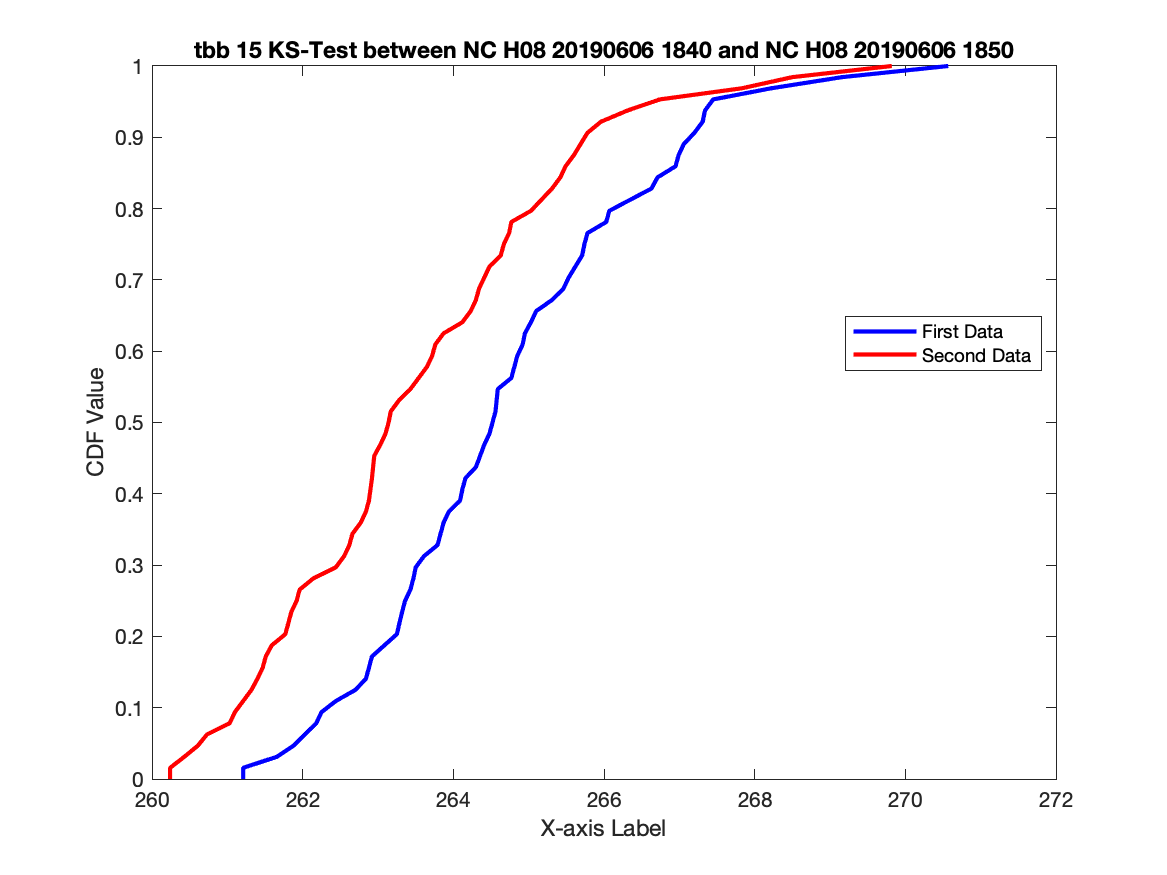 tbb 15 KS-Test between NC H08 20190606 1840 and NC H08 20190606 1850
1
0.9
0.8
0.7
0.6
0.5
0.4
0.3
0.2
0.1
0
CDF Value
First Data
Second Data
260 262 264 266 268 270 272
X-axis Label